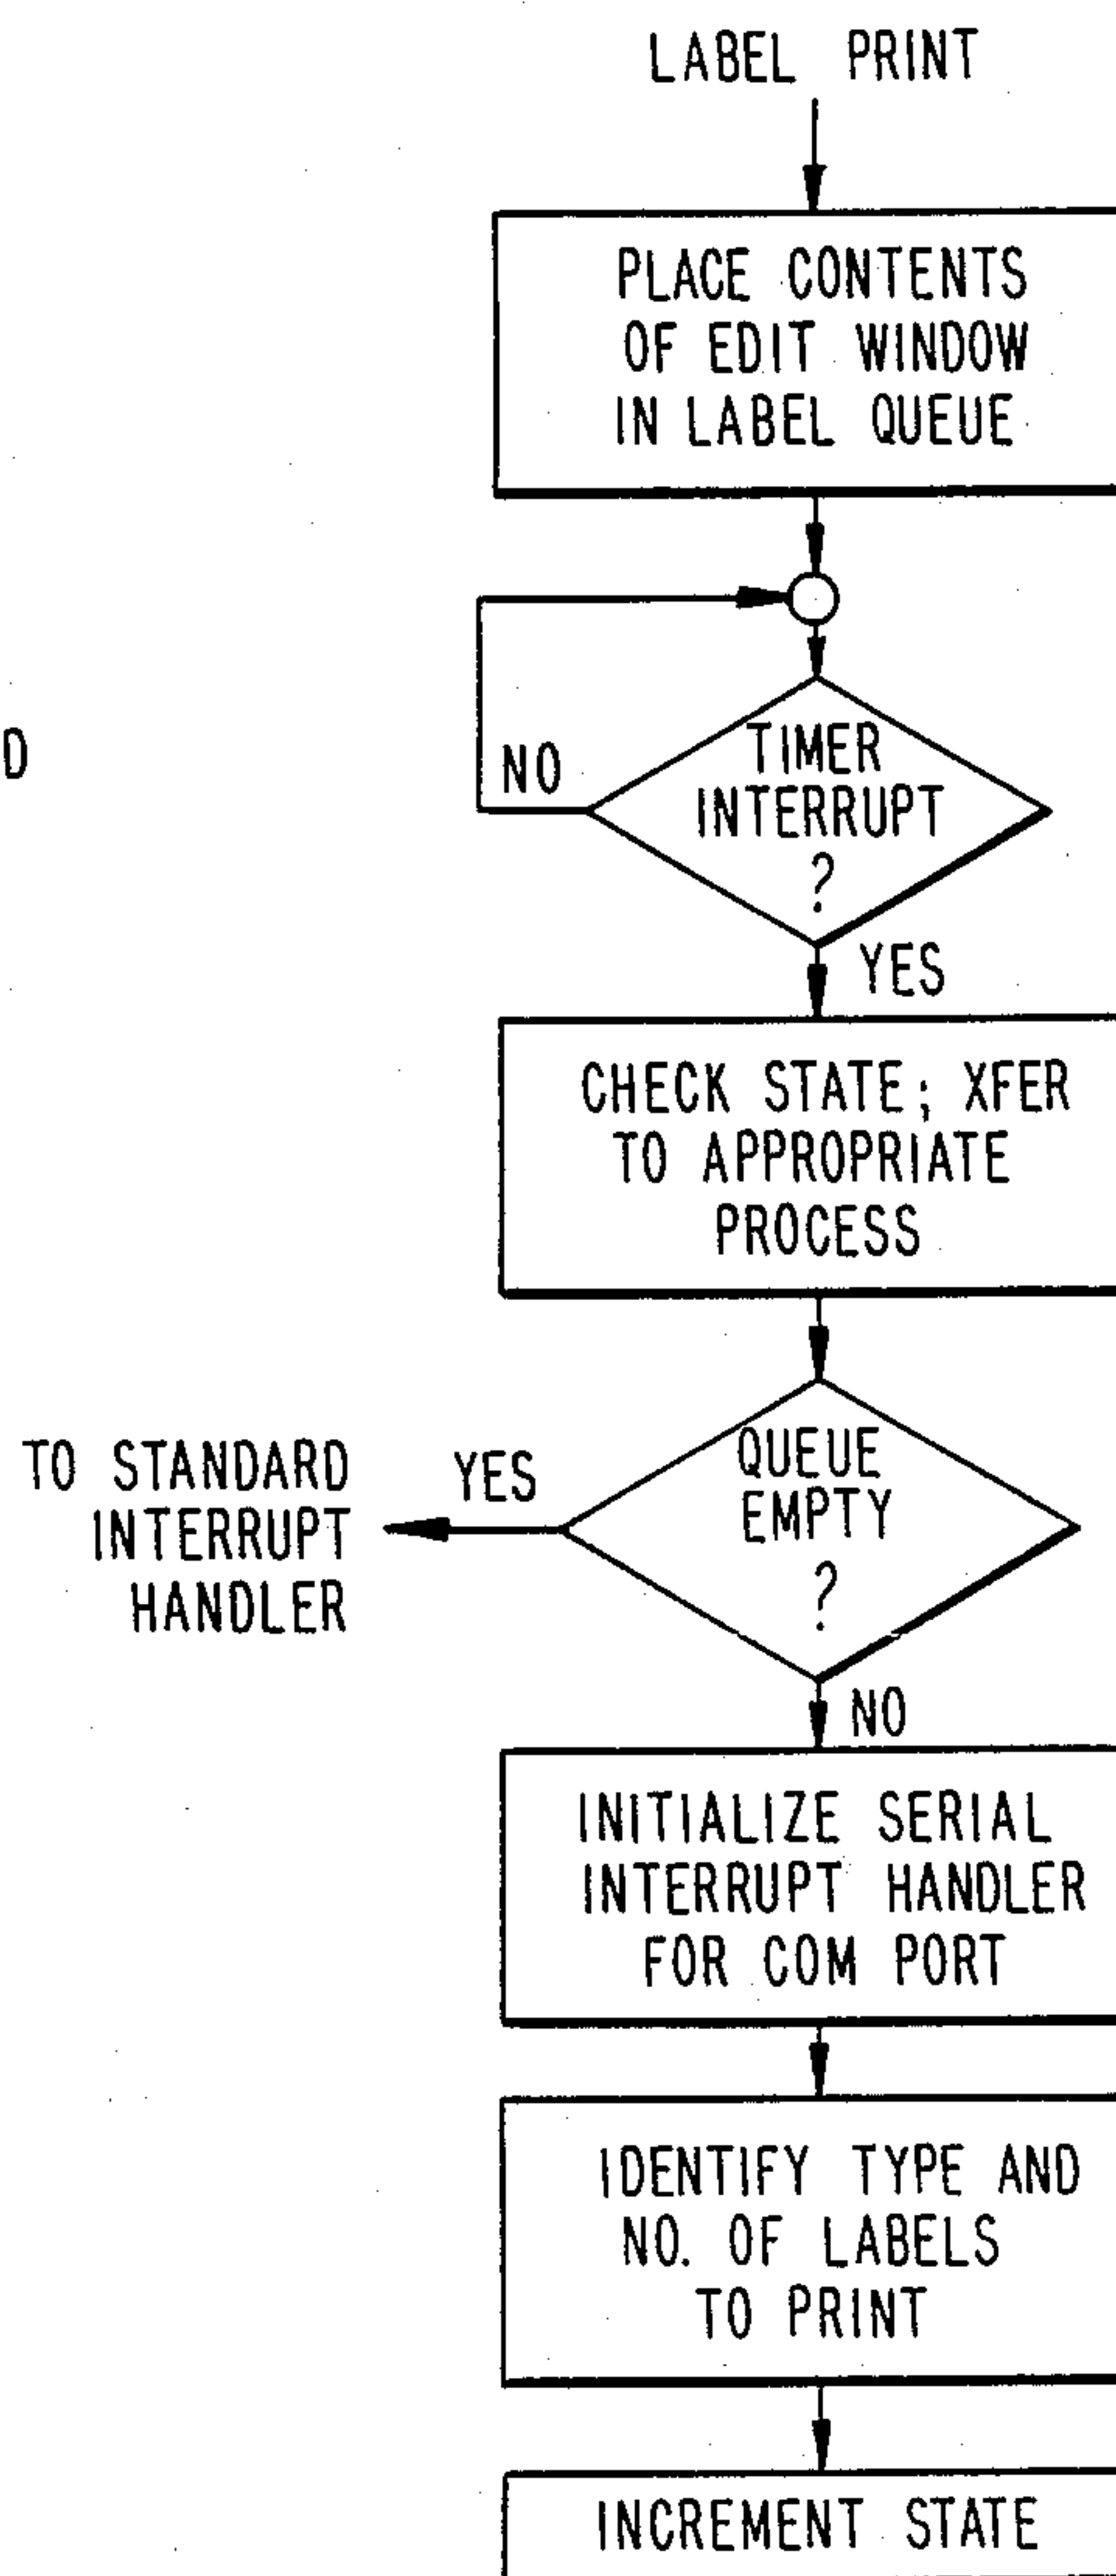 LABEL PRINT
PLACE CONTENTS
OF EDIT WINDOW
IN LABEL QUEUE
D
NO
TIMER
INTERRUPT
?
YES
CHECK STATE; XFER
TO APPROPRIATE
PROCESS
TO STANDARD
INTERRUPT
HANDLER
YES
QUEUE
EMPTY
?
NO
INITIALIZE SERIAL
INTERRUPT HANDLER
FOR COM PORT
IDENTIFY TYPE AND
NO. OF LABELS
TO PRINT
INCREMENT STATE